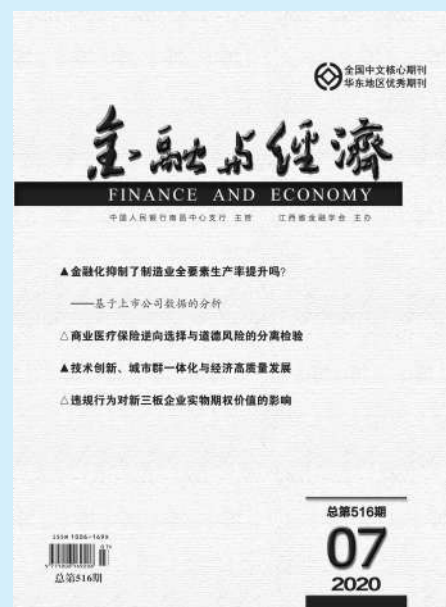 全国中文核心期刊
华东地区优秀期刊
金融与经济
FINANCE AND ECONOMY
中国人民银行南昌中心支行 主管 江西省金融学会 主办
▲金融化抑制了制造业全要素生产率提升吗?
——基于上市公司数据的分析
△商业医疗保险逆向选择与道德风险的分离检验
▲技术创新、城市群一体化与经济高质量发展
△违规行为对新三板企业实物期权价值的影响
总第516期
07
2020
ISSN 1006-169X
07>
总第516期